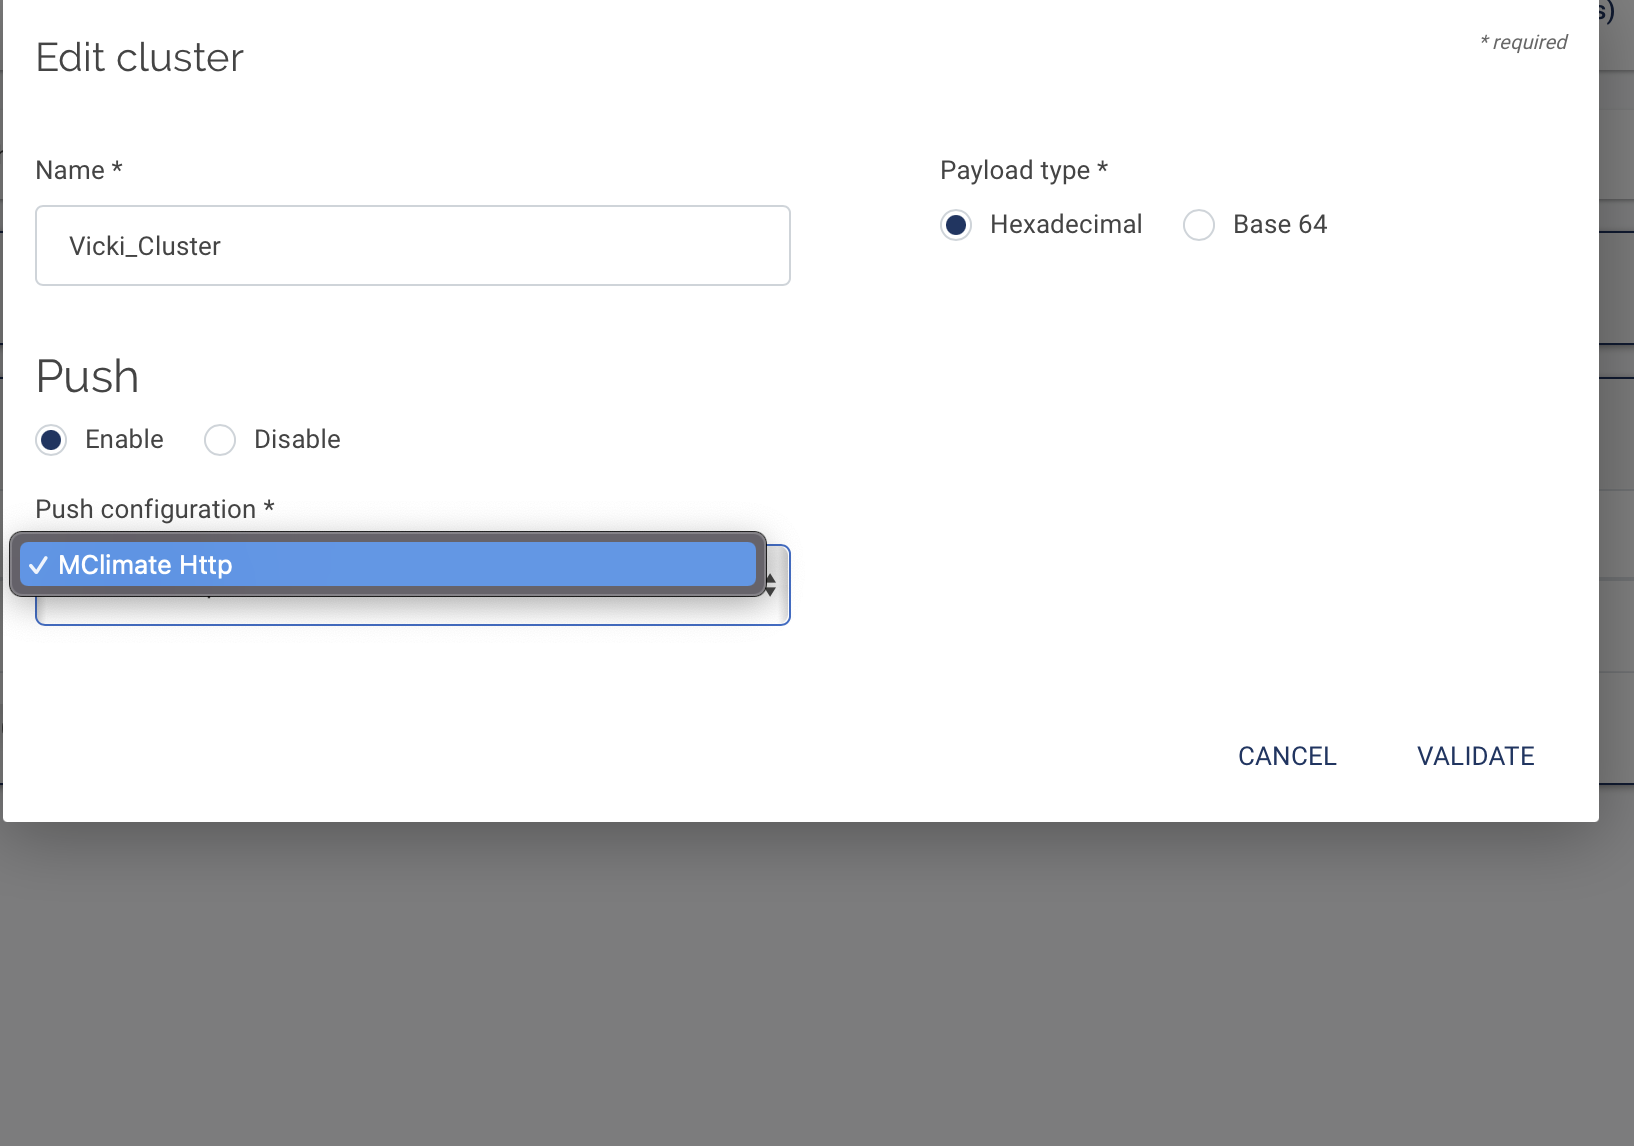 Edit cluster
* required
Name *
Payload type *
Vicki_Cluster
Hexadecimal
Base 64
Push
Enable
Disable
Push configuration *
✓ MClimate Http
CANCEL
VALIDATE